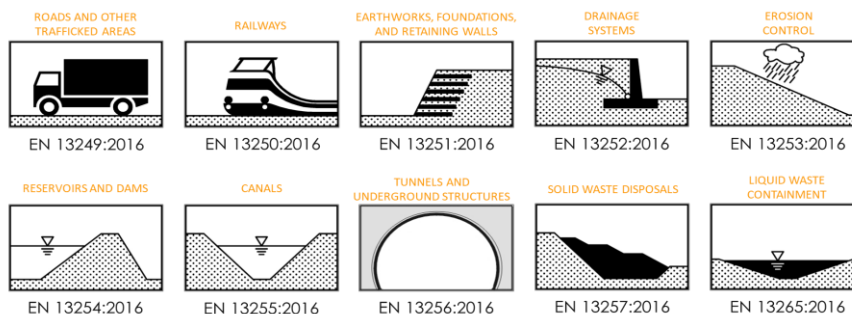 ROADS AND OTHER
TRAFFICKED AREAS
RAILWAYS
EARTHWORKS, FOUNDATIONS,
AND RETAINING WALLS
DRAINAGE
SYSTEMS
EROSION
CONTROL
EN 13249:2016
EN 13250:2016
EN 13251:2016
EN 13252:2016
EN 13253:2016
RESERVOIRS AND DAMS
CANALS
TUNNELS AND
UNDERGROUND STRUCTURES
SOLID WASTE DISPOSALS
LIQUID WASTE
CONTAINMENT
EN 13254:2016
EN 13255:2016
EN 13256:2016
EN 13257:2016
EN 13265:2016